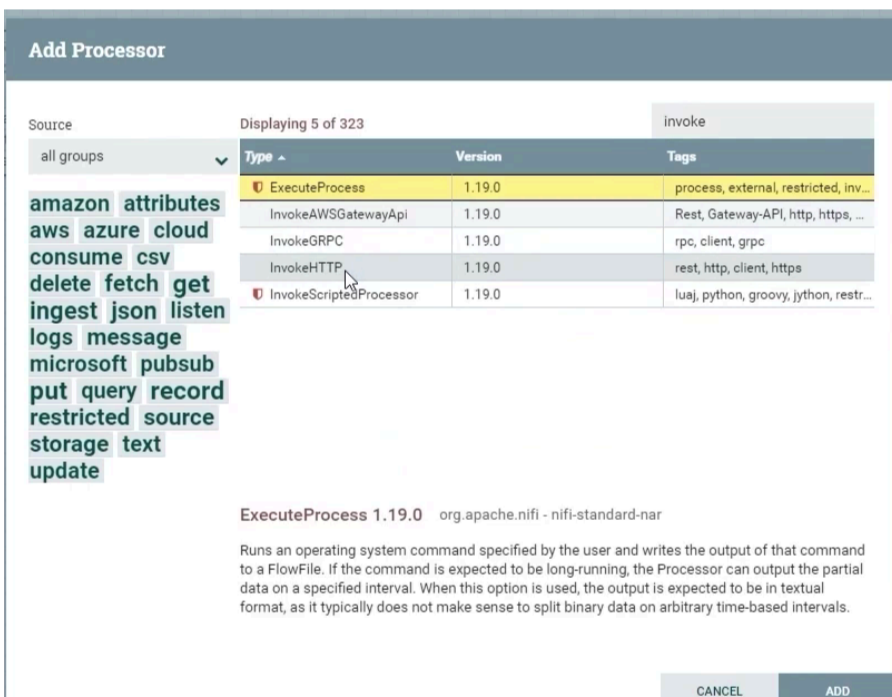 Add Processor
Source
all groups
amazon attributes
aws azure cloud
consume csv
delete fetch get
ingest json listen
logs message
microsoft pubsub
put query record
restricted source
storage text
update
Displaying 5 of 323
invoke
Type Version Tags
ExecuteProcess 1.19.0 process, external, restricted, inv...
InvokeAWSGatewayApi 1.19.0 Rest, Gateway-API, http, https, ...
InvokeGRPC 1.19.0 rpc, client, grpc
InvokeHTTP 1.19.0 rest, http, client, https
InvokeScriptedProcessor 1.19.0 luaj, python, groovy, jython, restr...
ExecuteProcess 1.19.0 org.apache.nifi - nifi-standard-nar
Runs an operating system command specified by the user and writes the output of that command
to a FlowFile. If the command is expected to be long-running, the Processor can output the partial
data on a specified interval. When this option is used, the output is expected to be in textual
format, as it typically does not make sense to split binary data on arbitrary time-based intervals.
CANCEL ADD